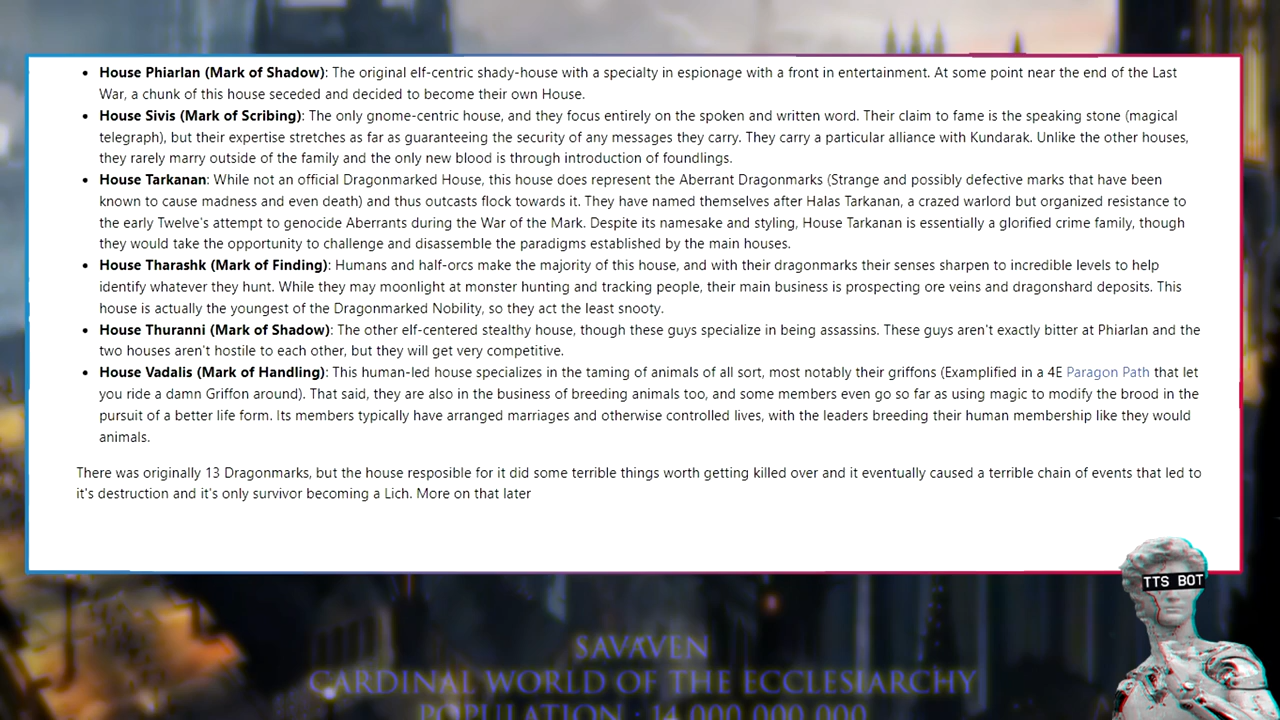 House Phiarlan (Mark of Shadow): The original elf-centric shady-house with a specialty in espionage with a front in entertainment. At some point near the end of the Last
War, a chunk of this house seceded and decided to become their own House.
House Sivis (Mark of Scribing): The only gnome-centric house, and they focus entirely on the spoken and written word. Their claim to fame is the speaking stone (magical
telegraph), but their expertise stretches as far as guaranteeing the security of any messages they carry. They carry a particular alliance with Kundarak. Unlike the other houses,
they rarely marry outside of the family and the only new blood is through introduction of foundlings.
House Tarkanan: While not an official Dragonmarked House, this house does represent the Aberrant Dragonmarks (Strange and possibly defective marks that have been
known to cause madness and even death) and thus outcasts flock towards it. They have named themselves after Halas Tarkanan, a crazed warlord but organized resistance to
the early Twelve's attempt to genocide Aberrants during the War of the Mark. Despite its namesake and styling, House Tarkanan is essentially a glorified crime family, though
they would take the opportunity to challenge and disassemble the paradigms established by the main houses.
House Tharashk (Mark of Finding): Humans and half-orcs make the majority of this house, and with their dragonmarks their senses sharpen to incredible levels to help
identify whatever they hunt. While they may moonlight at monster hunting and tracking people, their main business is prospecting ore veins and dragonshard deposits. This
house is actually the youngest of the Dragonmarked Nobility, so they act the least snooty.
House Thuranni (Mark of Shadow): The other elf-centered stealthy house, though these guys specialize in being assassins. These guys aren't exactly bitter at Phiarlan and the
two houses aren't hostile to each other, but they will get very competitive.
House Vadalis (Mark of Handling): This human-led house specializes in the taming of animals of all sort, most notably their griffons (Examplified in a 4E Paragon Path that let
you ride a damn Griffon around). That said, they are also in the business of breeding animals too, and some members even go so far as using magic to modify the brood in the
pursuit of a better life form. Its members typically have arranged marriages and otherwise controlled lives, with the leaders breeding their human membership like they would
animals.
There was originally 13 Dragonmarks, but the house resposible for it did some terrible things worth getting killed over and it eventually caused a terrible chain of events that led to
it's destruction and it's only survivor becoming a Lich. More on that later
TTS BOT
SAVAVEN
CARDINAL WORLD OF THE ECCLESIARCHY
POPULATION : 14 000 000 000